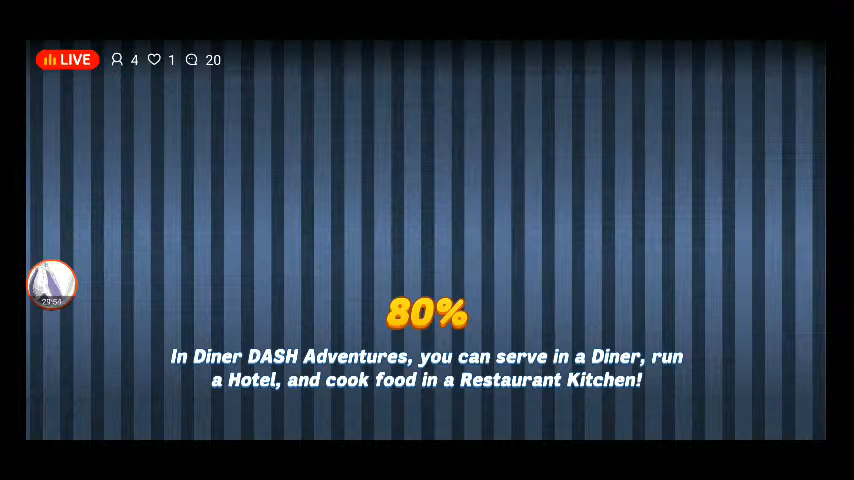 LIVE 4 1 20
29:54
80%
In Diner DASH Adventures, you can serve in a Diner, run
a Hotel, and cook food in a Restaurant Kitchen!